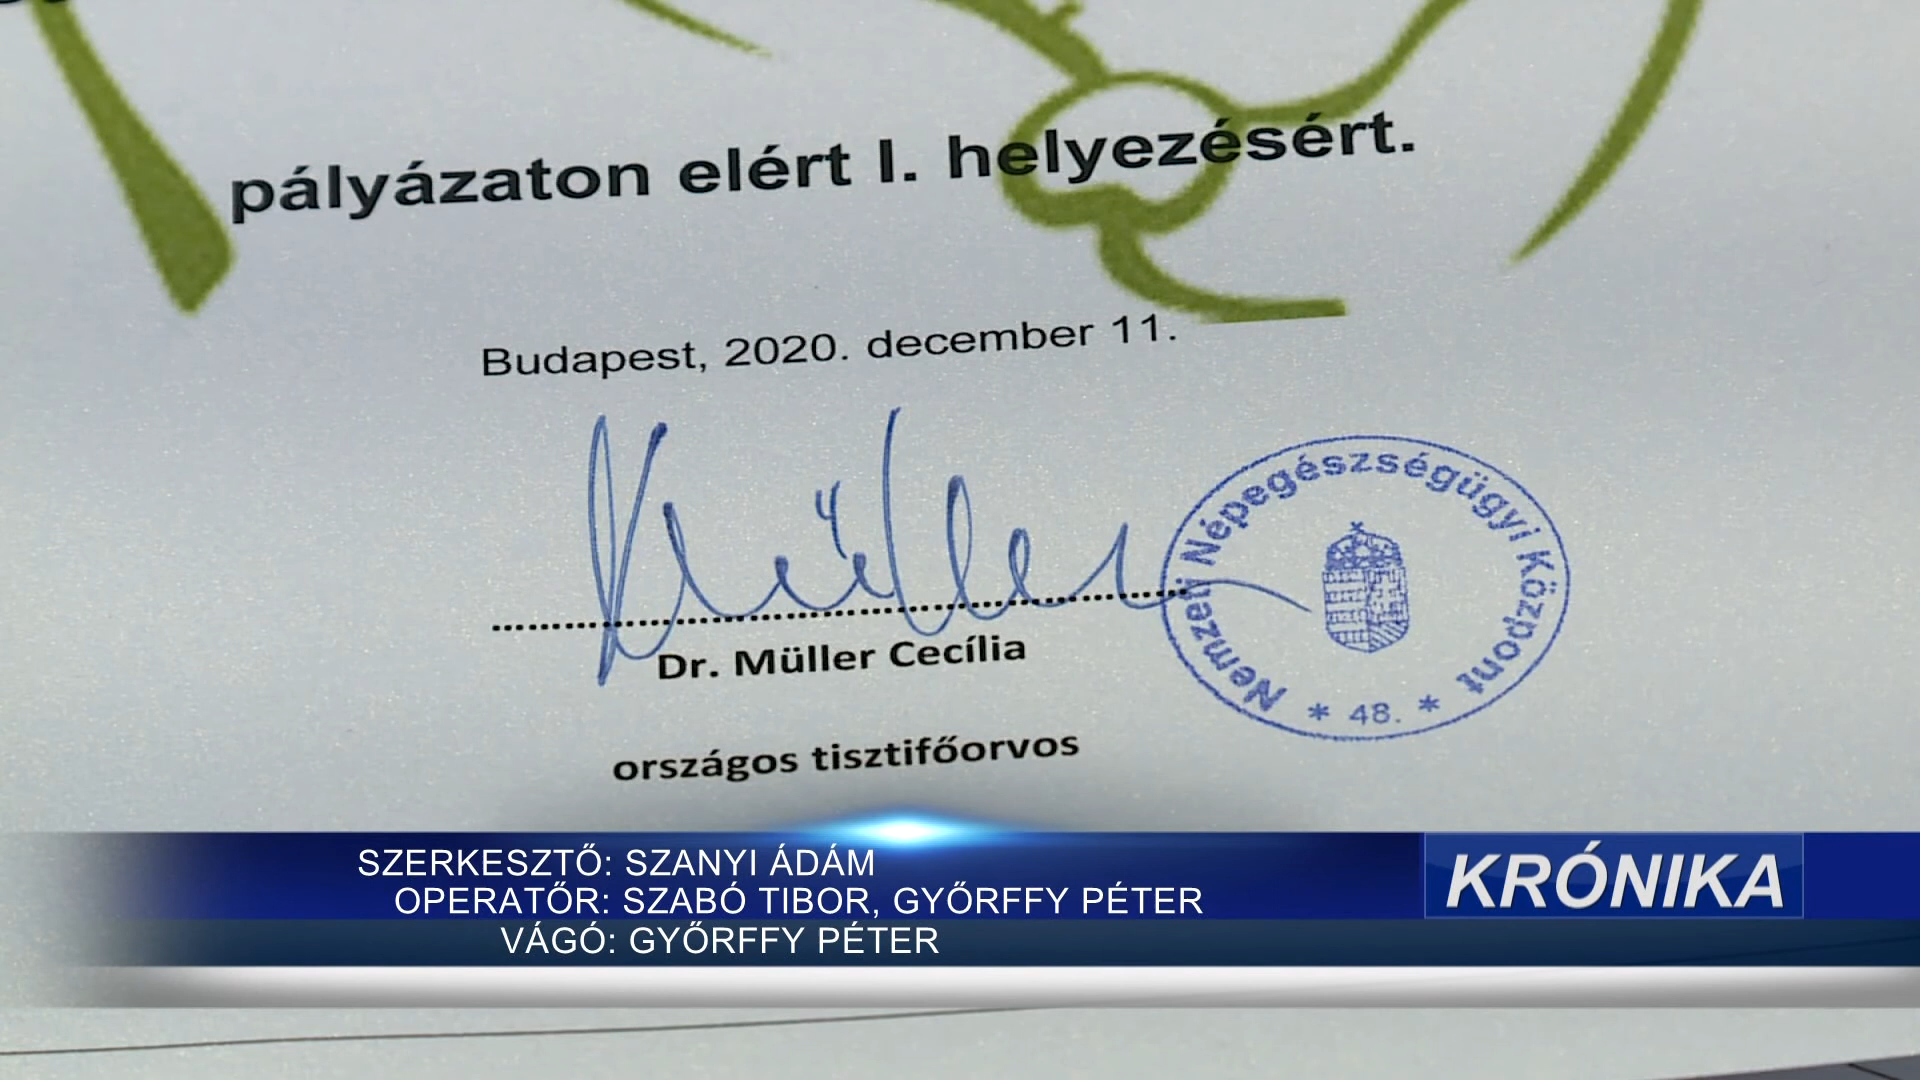 pályázaton elért I. helyezésért.
Budapest, 2020. december 11.
Müller
Dr. Müller Cecília
országos tisztifőorvos
Nemzeti Népegészségügyi Központ
* 48. *
SZERKESZTŐ: SZANYI ÁDÁM
OPERATŐR: SZABÓ TIBOR, GYŐRFFY PÉTER
VÁGÓ: GYŐRFFY PÉTER
KRÓNIKA